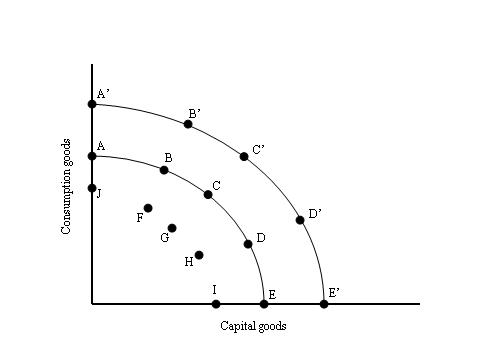 A’
B’
C’
A
B
C
J
D’
F
G
D
H
I
E
E’
Consumption goods
Capital goods